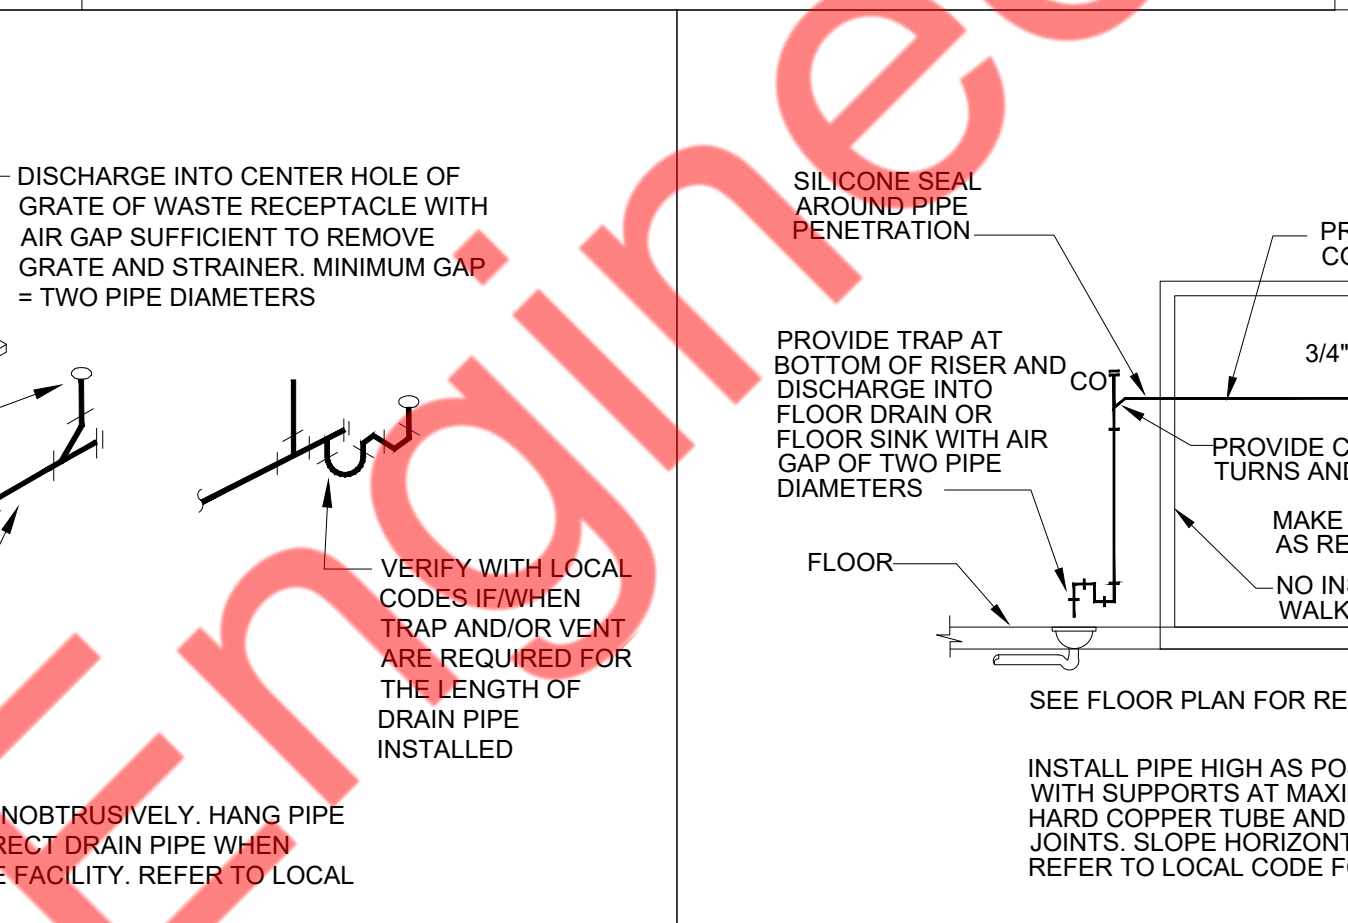 DISCHARGE INTO CENTER HOLE OF
GRATE OF WASTE RECEPTACLE WITH
AIR GAP SUFFICIENT TO REMOVE
GRATE AND STRAINER. MINIMUM GAP
= TWO PIPE DIAMETERS
VERIFY WITH LOCAL
CODES IF/WHEN
TRAP AND/OR VENT
ARE REQUIRED FOR
THE LENGTH OF
DRAIN PIPE
INSTALLED
NOBTRUSIVELY. HANG PIPE
RECT DRAIN PIPE WHEN
E FACILITY. REFER TO LOCAL
SILICONE SEAL
AROUND PIPE
PENETRATION
PR
CO
3/4"
PROVIDE TRAP AT
BOTTOM OF RISER AND
DISCHARGE INTO
FLOOR DRAIN OR
FLOOR SINK WITH AIR
GAP OF TWO PIPE
DIAMETERS
CO
PROVIDE C
TURNS AND
MAKE
AS RE
FLOOR
NO INS
WALK
SEE FLOOR PLAN FOR RE
INSTALL PIPE HIGH AS PO
WITH SUPPORTS AT MAXI
HARD COPPER TUBE AND
JOINTS. SLOPE HORIZONT
REFER TO LOCAL CODE FO
Engine